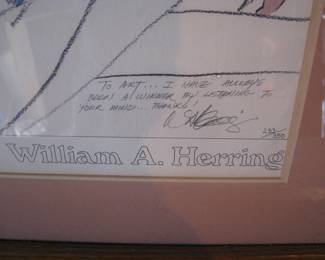 TO ART... I HAVE ALWAYS
BEEN A WINNER BY LISTENING TO
YOUR MIND... THANKS!
William A. Herring